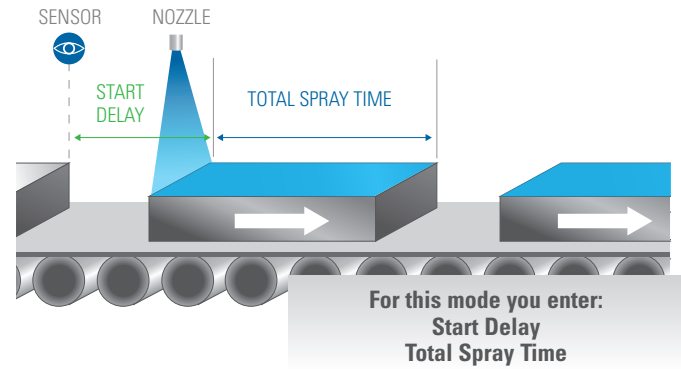 SENSOR
NOZZLE
START
DELAY
TOTAL SPRAY TIME
For this mode you enter:
Start Delay
Total Spray Time